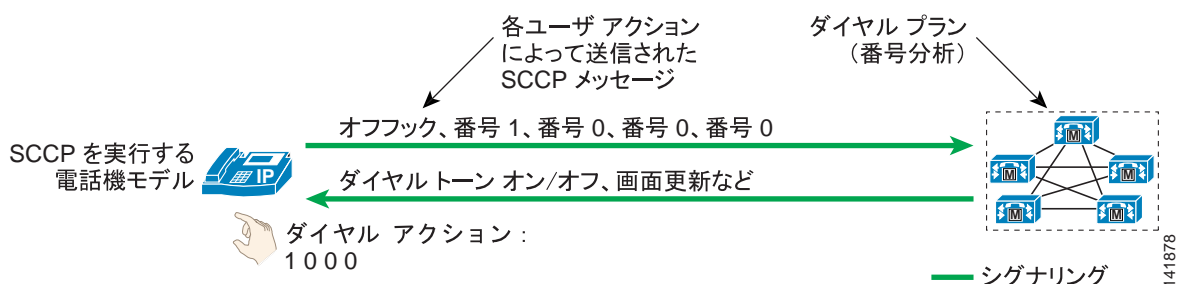 各ユーザ アクション
によって送信された
SCCP メッセージ
ダイヤル プラン
（番号分析）
オフフック、番号 1、番号 0、番号 0、番号 0
SCCP を実行する
電話機モデル
IP
ダイヤルトーン オン/オフ、画面更新など
M
M
M
M
M
ダイヤル アクション：
1 0 0 0
シグナリング
141878